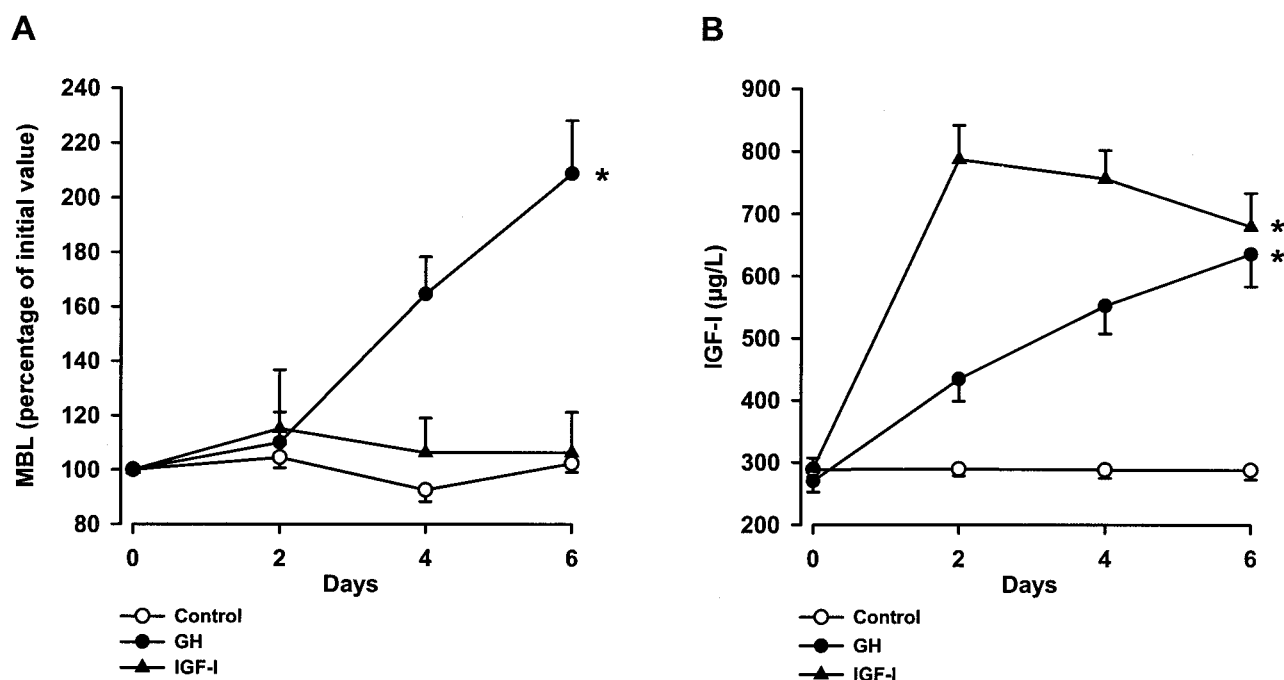 A
MBL (percentage of initial value)
240
220
200
180
160
140
120
100
80
*
0 2 4 6
Days
Control
GH
IGF-I
B
IGF-I (µg/L)
900
800
700
600
500
400
300
200
*
*
0 2 4 6
Days
Control
GH
IGF-I